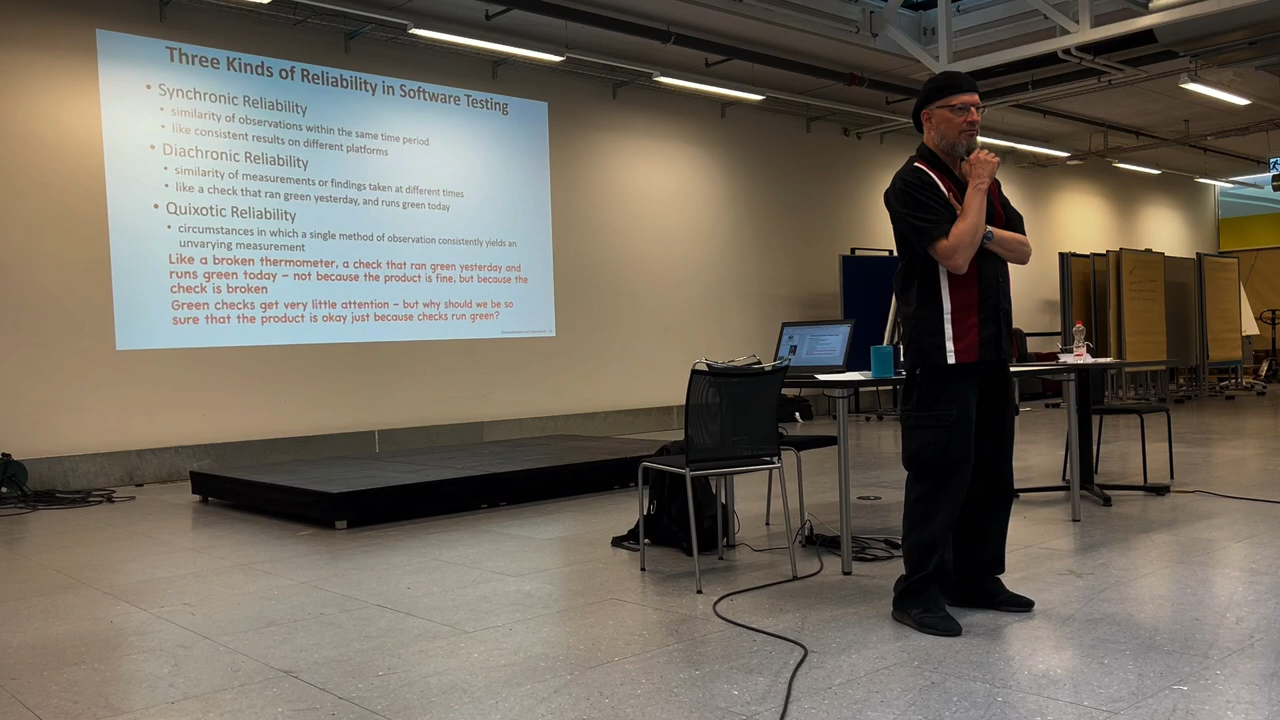 Three Kinds of Reliability in Software Testing
• Synchronic Reliability
• similarity of observations within the same time period
• like consistent results on different platforms
• Diachronic Reliability
• similarity of measurements or findings taken at different times
• like a check that ran green yesterday, and runs green today
• Quixotic Reliability
• circumstances in which a single method of observation consistently yields an
unvarying measurement
Like a broken thermometer, a check that ran green yesterday and
runs green today – not because the product is fine, but because the
check is broken
Green checks get very little attention – but why should we be so
sure that the product is okay just because checks run green?